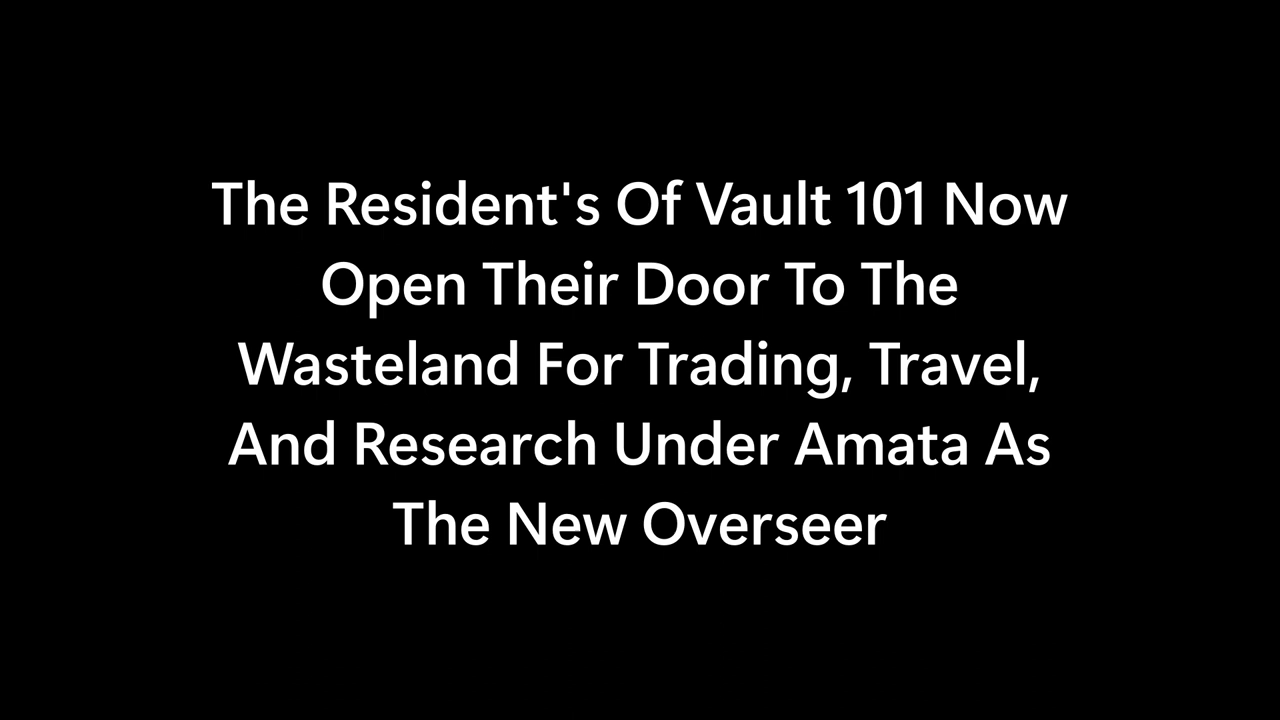 The Resident's Of Vault 101 Now
Open Their Door To The
Wasteland For Trading, Travel,
And Research Under Amata As
The New Overseer